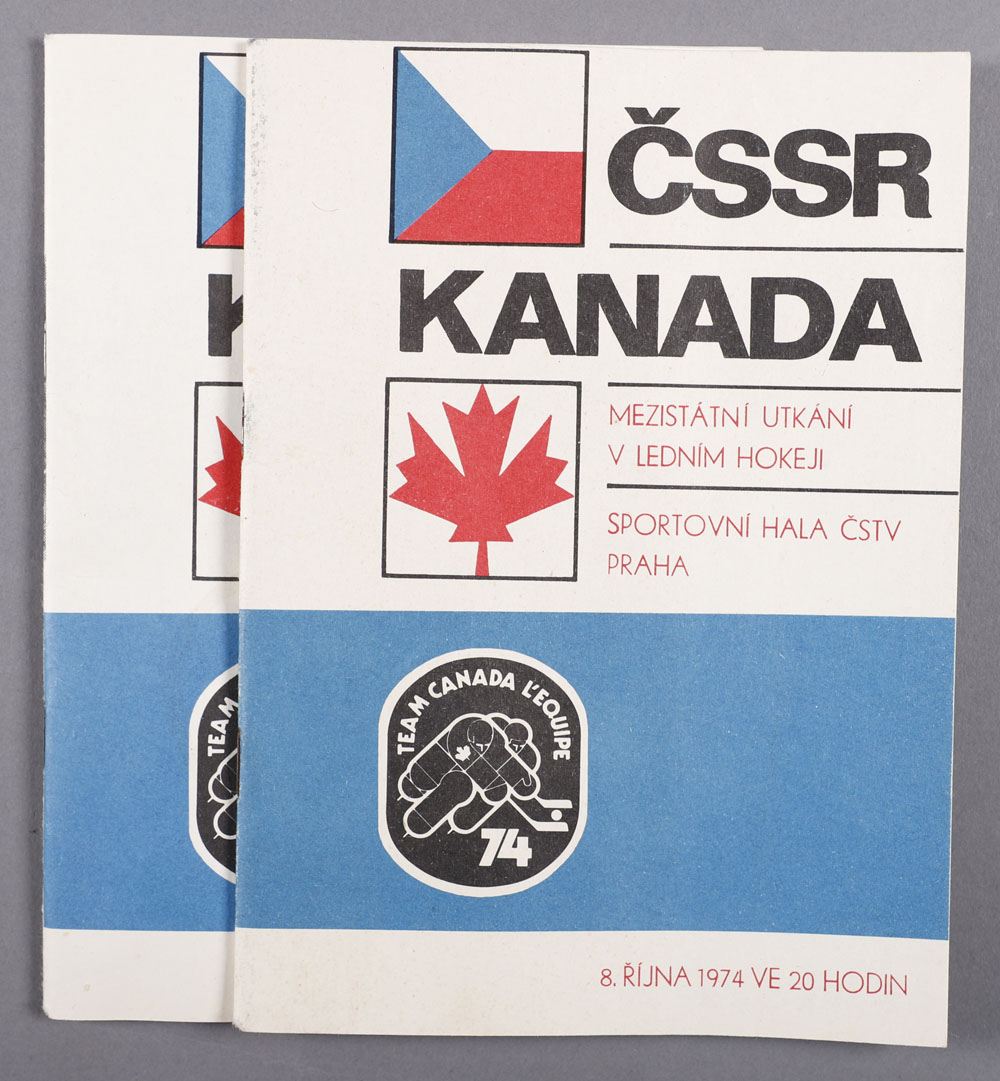 ČSSR
KANADA
MEZISTÁTNÍ UTKÁNÍ
V LEDNÍM HOKEJI
SPORTOVNÍ HALA ČSTV
PRAHA
TEAM CANADA L'EQUIPE
74
8. ŘÍJNA 1974 VE 20 HODIN
K
TEAM